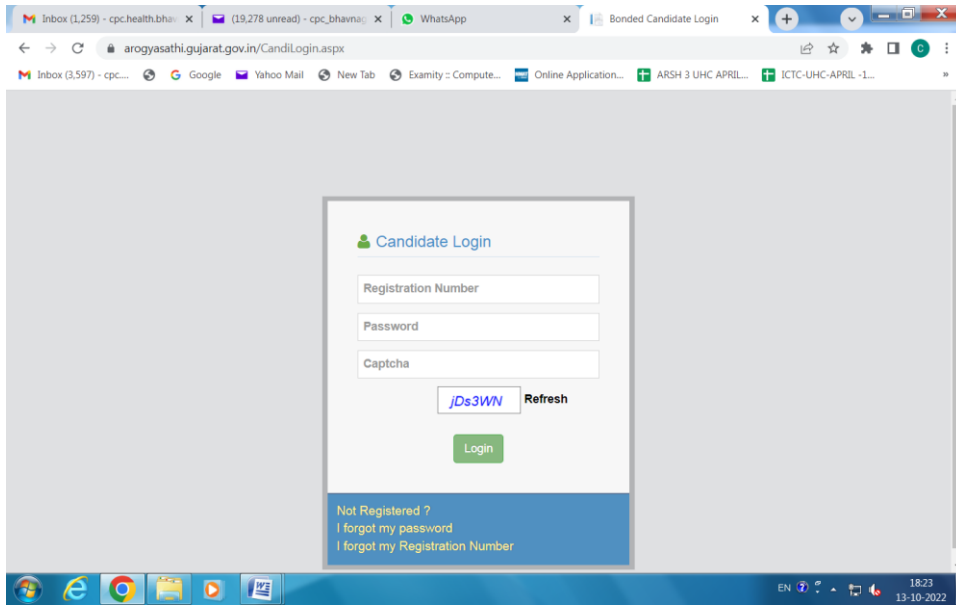 Inbox (1,259) - cpc.health.bhav
(19,278 unread) - cpc_bhavnag
WhatsApp
Bonded Candidate Login
arogyasathi.gujarat.gov.in/CandiLogin.aspx
C
Inbox (3,597) - cpc...
Google
Yahoo Mail
New Tab
Examity :: Compute...
Online Application...
ARSH 3 UHC APRIL...
ICTC-UHC-APRIL -1...
»
Candidate Login
Registration Number
Password
Captcha
jDs3WN Refresh
Login
Not Registered ?
I forgot my password
I forgot my Registration Number
EN
18:23
13-10-2022